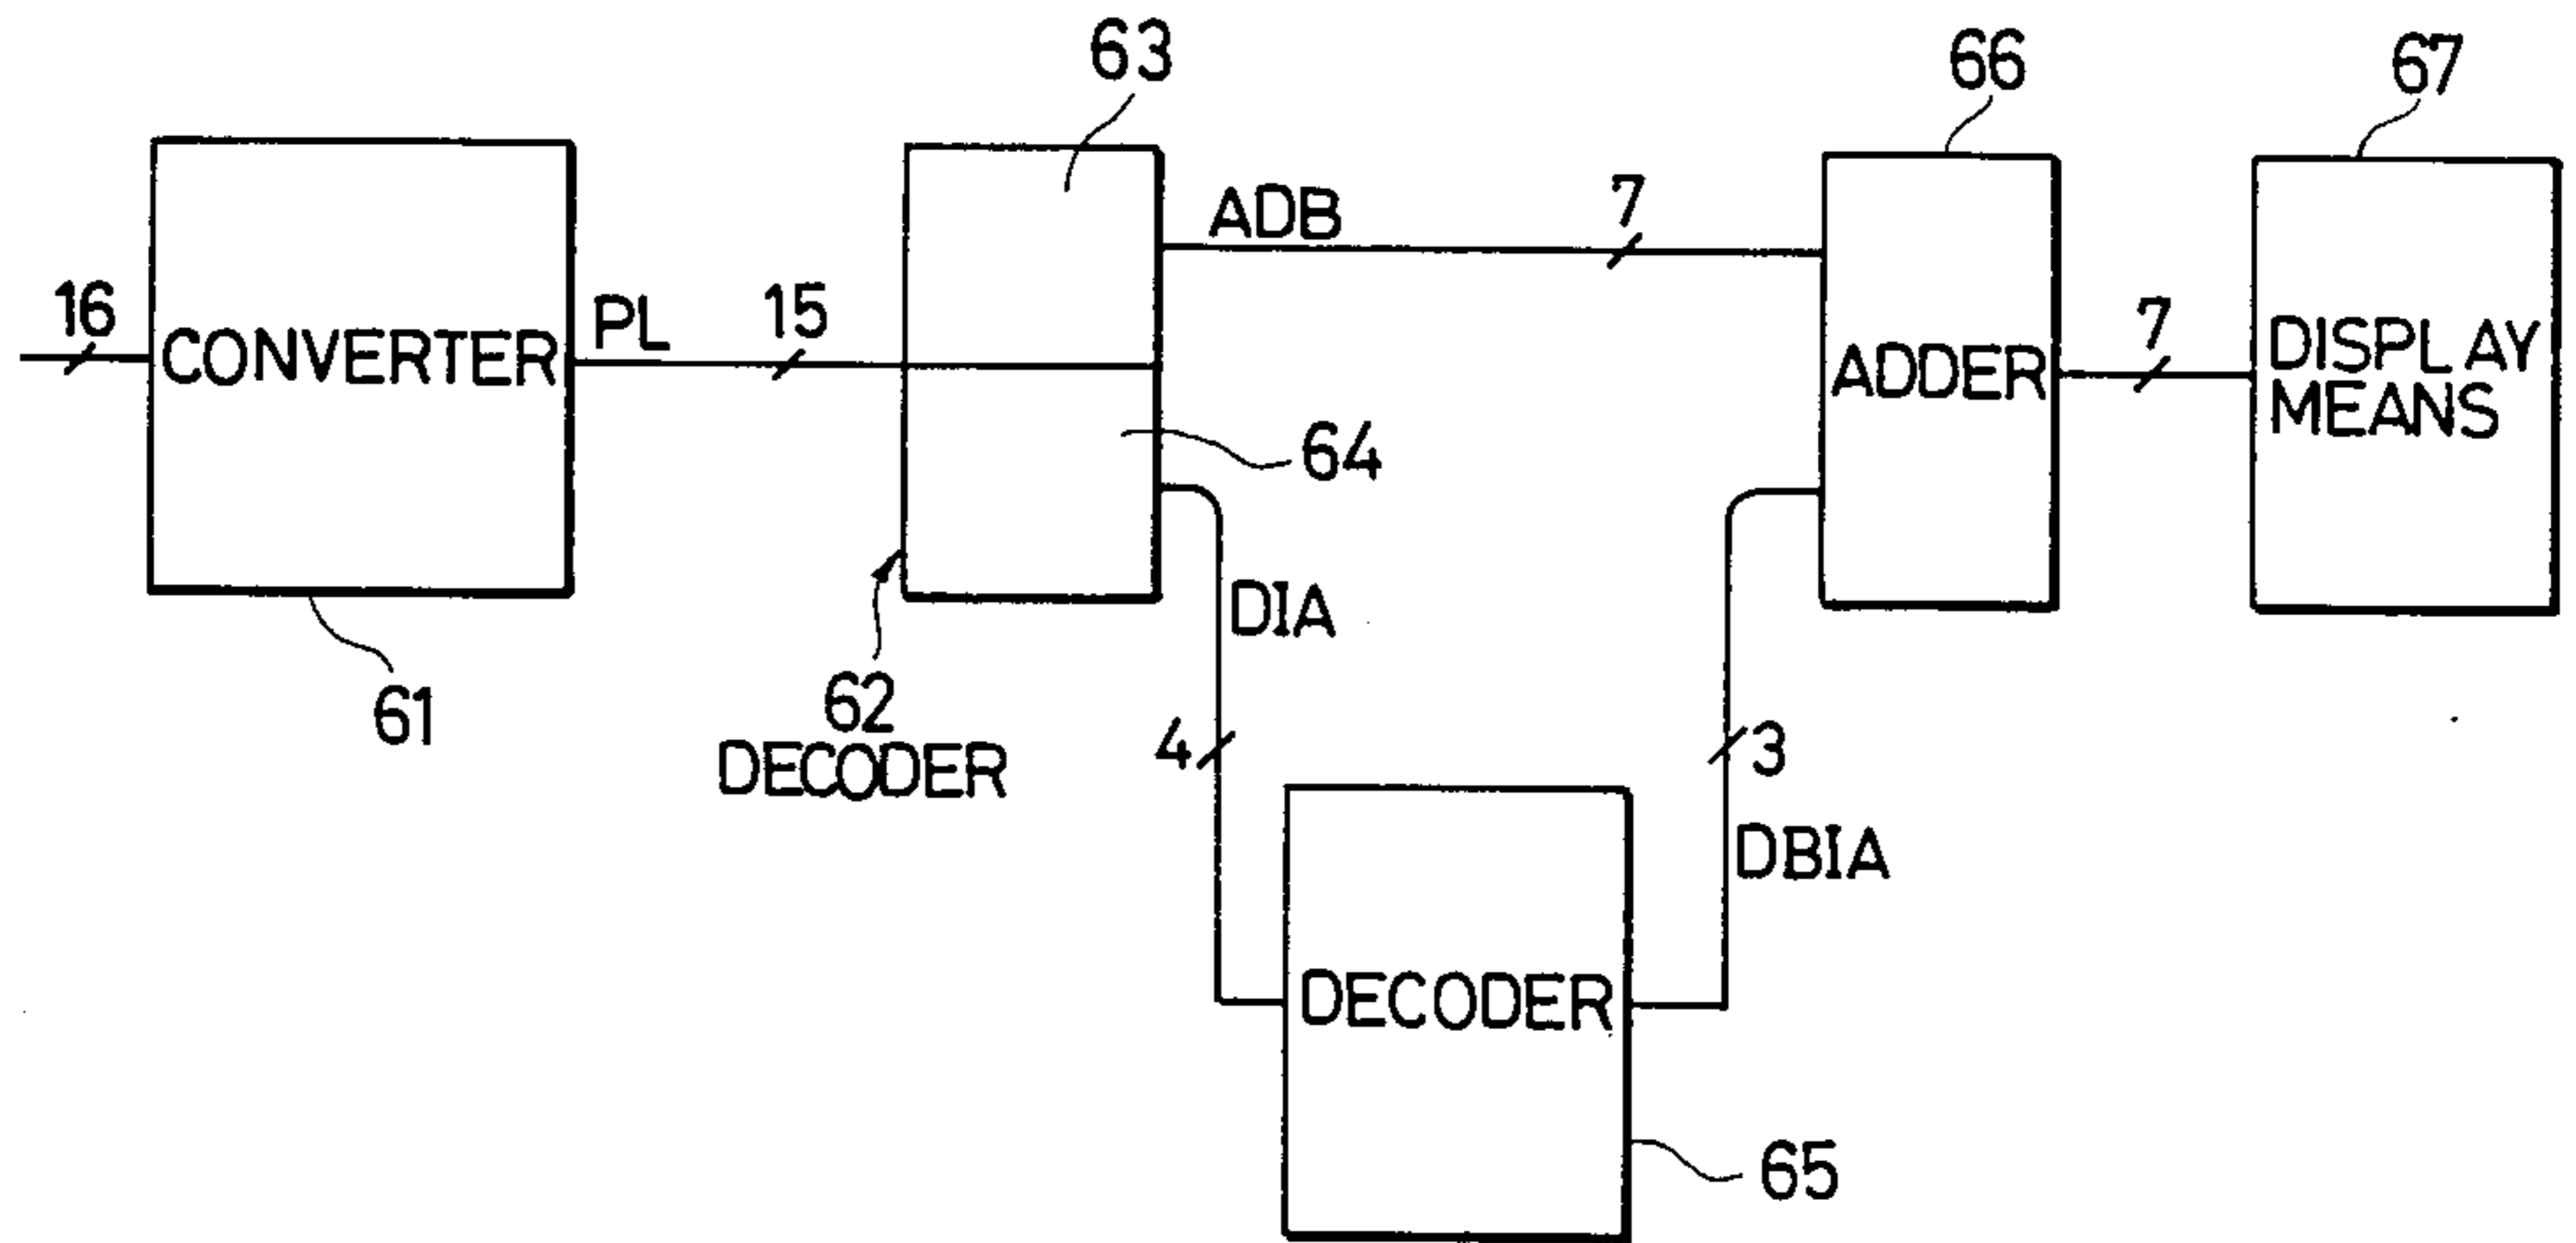 63
66
67
ADB
7
16
CONVERTER
PL
15
7
ADDER
DISPLAY
MEANS
64
DIA
61
62
DECODER
4
3
DBIA
DECODER
65